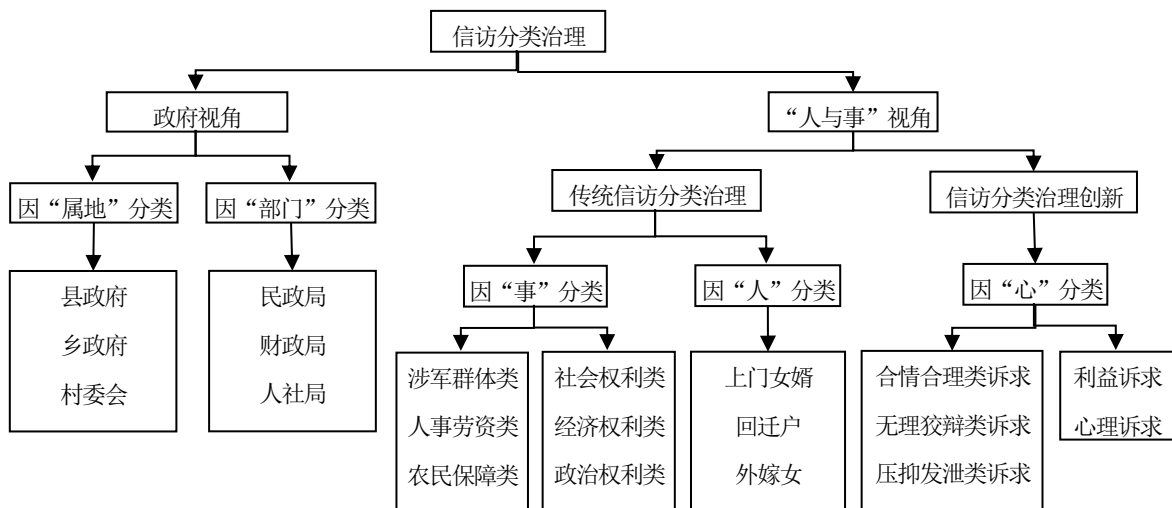 信访分类治理
政府视角
“人与事”视角
因“属地”分类
因“部门”分类
传统信访分类治理
信访分类治理创新
县政府
乡政府
村委会
民政局
财政局
人社局
因“事”分类
因“人”分类
因“心”分类
涉军群体类
人事劳资类
农民保障类
社会权利类
经济权利类
政治权利类
上门女婿
回迁户
外嫁女
合情合理类诉求
无理狡辩类诉求
压抑发泄类诉求
利益诉求
心理诉求